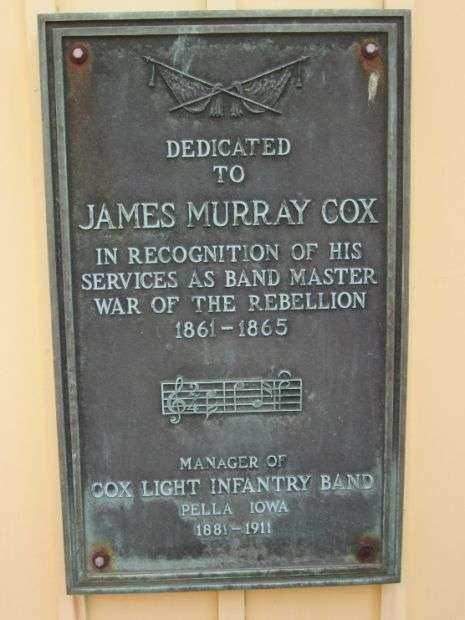 DEDICATED
TO
JAMES MURRAY COX
IN RECOGNITION OF HIS
SERVICES AS BAND MASTER
WAR OF THE REBELLION
1861-1865
MANAGER OF
COX LIGHT INFANTRY BAND
PELLA IOWA
1881-1911